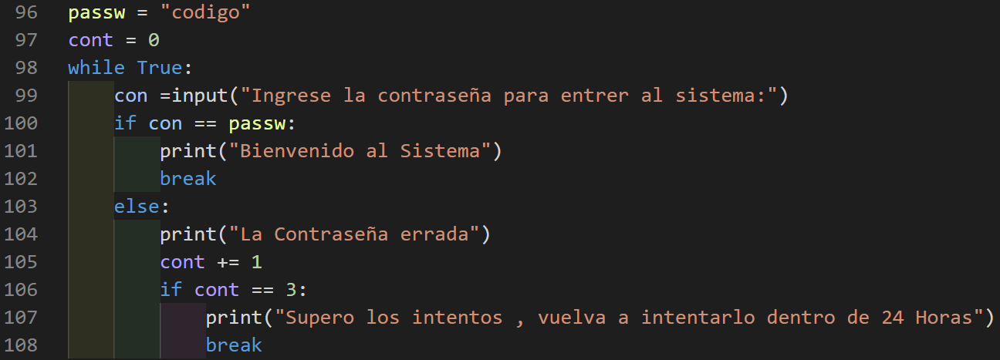 96 passw = "codigo"
97 cont = 0
98 while True:
99     con =input("Ingrese la contraseña para entrer al sistema:")
100     if con == passw:
101         print("Bienvenido al Sistema")
102         break
103     else:
104         print("La Contraseña errada")
105         cont += 1
106         if cont == 3:
107             print("Supero los intentos , vuelva a intentarlo dentro de 24 Horas")
108             break